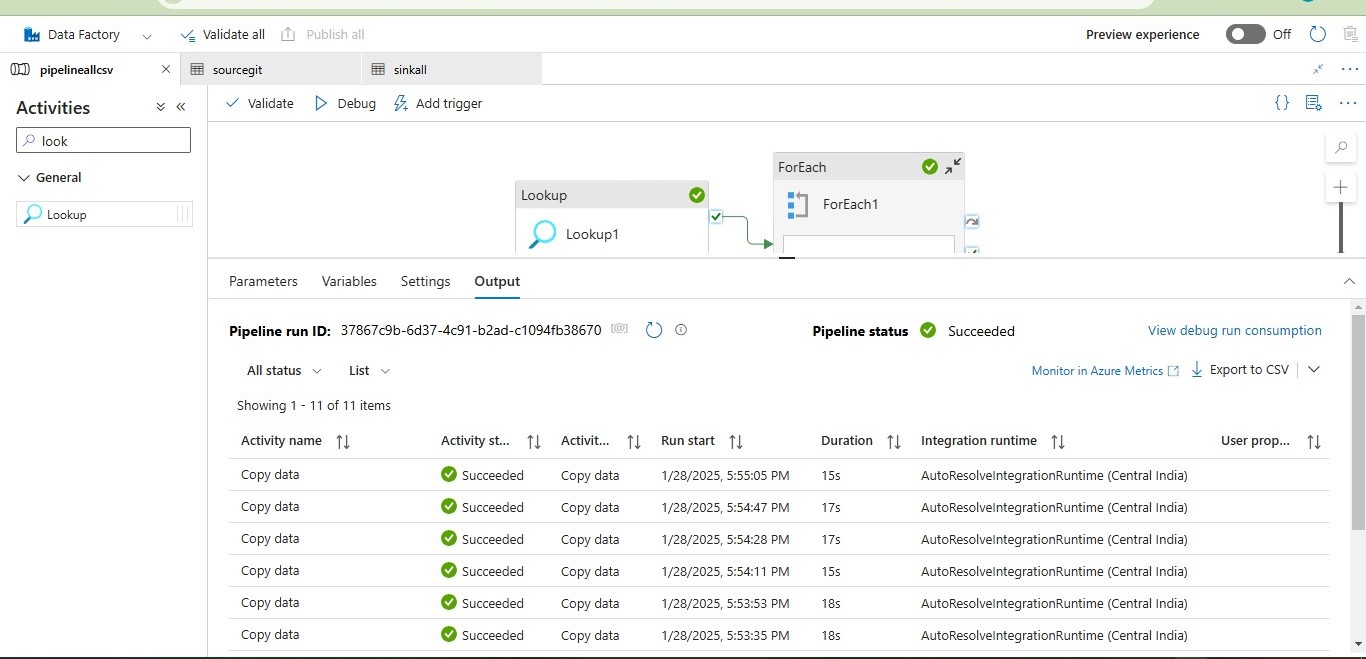 Data Factory Validate all Publish all Preview experience Off
pipelineallcsv sourcegit sinkall
Activities
Validate Debug Add trigger
look
General
Lookup
Lookup
Lookup1
ForEach
ForEach1
Parameters Variables Settings Output
Pipeline run ID: 37867c9b-6d37-4c91-b2ad-c1094fb38670 [@] Pipeline status Succeeded View debug run consumption
All status List Monitor in Azure Metrics Export to CSV
Showing 1 - 11 of 11 items
Activity name Activity st... Activit... Run start Duration Integration runtime User prop...
Copy data Succeeded Copy data 1/28/2025, 5:55:05 PM 15s AutoResolveIntegrationRuntime (Central India)
Copy data Succeeded Copy data 1/28/2025, 5:54:47 PM 17s AutoResolveIntegrationRuntime (Central India)
Copy data Succeeded Copy data 1/28/2025, 5:54:28 PM 17s AutoResolveIntegrationRuntime (Central India)
Copy data Succeeded Copy data 1/28/2025, 5:54:11 PM 15s AutoResolveIntegrationRuntime (Central India)
Copy data Succeeded Copy data 1/28/2025, 5:53:53 PM 18s AutoResolveIntegrationRuntime (Central India)
Copy data Succeeded Copy data 1/28/2025, 5:53:35 PM 18s AutoResolveIntegrationRuntime (Central India)